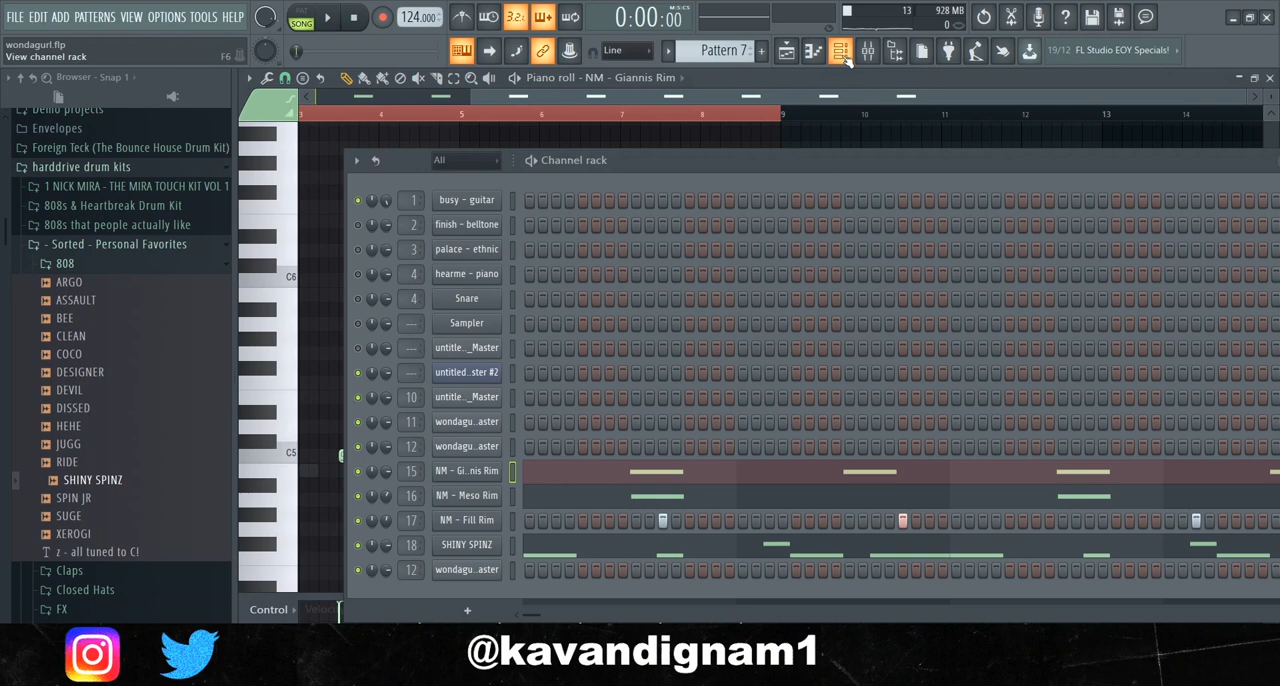 FILE EDIT ADD PATTERNS VIEW OPTIONS TOOLS HELP
wondagurl.flp
View channel rack F6
PAT
SONG
124.000
3.2.
0:00:00
M:S:CS
13
928 MB
0
Line
Pattern 7
+
19/12 FL Studio EOY Specials!
Browser - Snap 1
Piano roll - NM - Giannis Rim
3 4 5 6 7 8 9 10 11 12 13 14
Demo projects
Envelopes
Foreign Teck (The Bounce House Drum Kit)
harddrive drum kits
1 NICK MIRA - THE MIRA TOUCH KIT VOL 1
808s & Heartbreak Drum Kit
808s that people actually like
- Sorted - Personal Favorites
808
ARGO
ASSAULT
BEE
CLEAN
COCO
DESIGNER
DEVIL
DISSED
HEHE
JUGG
RIDE
SHINY SPINZ
SPIN JR
SUGE
XEROGI
z - all tuned to C!
Claps
Closed Hats
FX
C6
C5
Control
Velocity
All
Channel rack
1 busy - guitar
2 finish - belltone
3 palace - ethnic
4 hearme - piano
4 Snare
--- Sampler
--- untitle.._Master
--- untitled..ster #2
10 untitle.._Master
11 wondagu..aster
12 wondagu..aster
15 NM - Gi..nis Rim
16 NM - Meso Rim
17 NM - Fill Rim
18 SHINY SPINZ
12 wondagu..aster
+
@kavandignam1